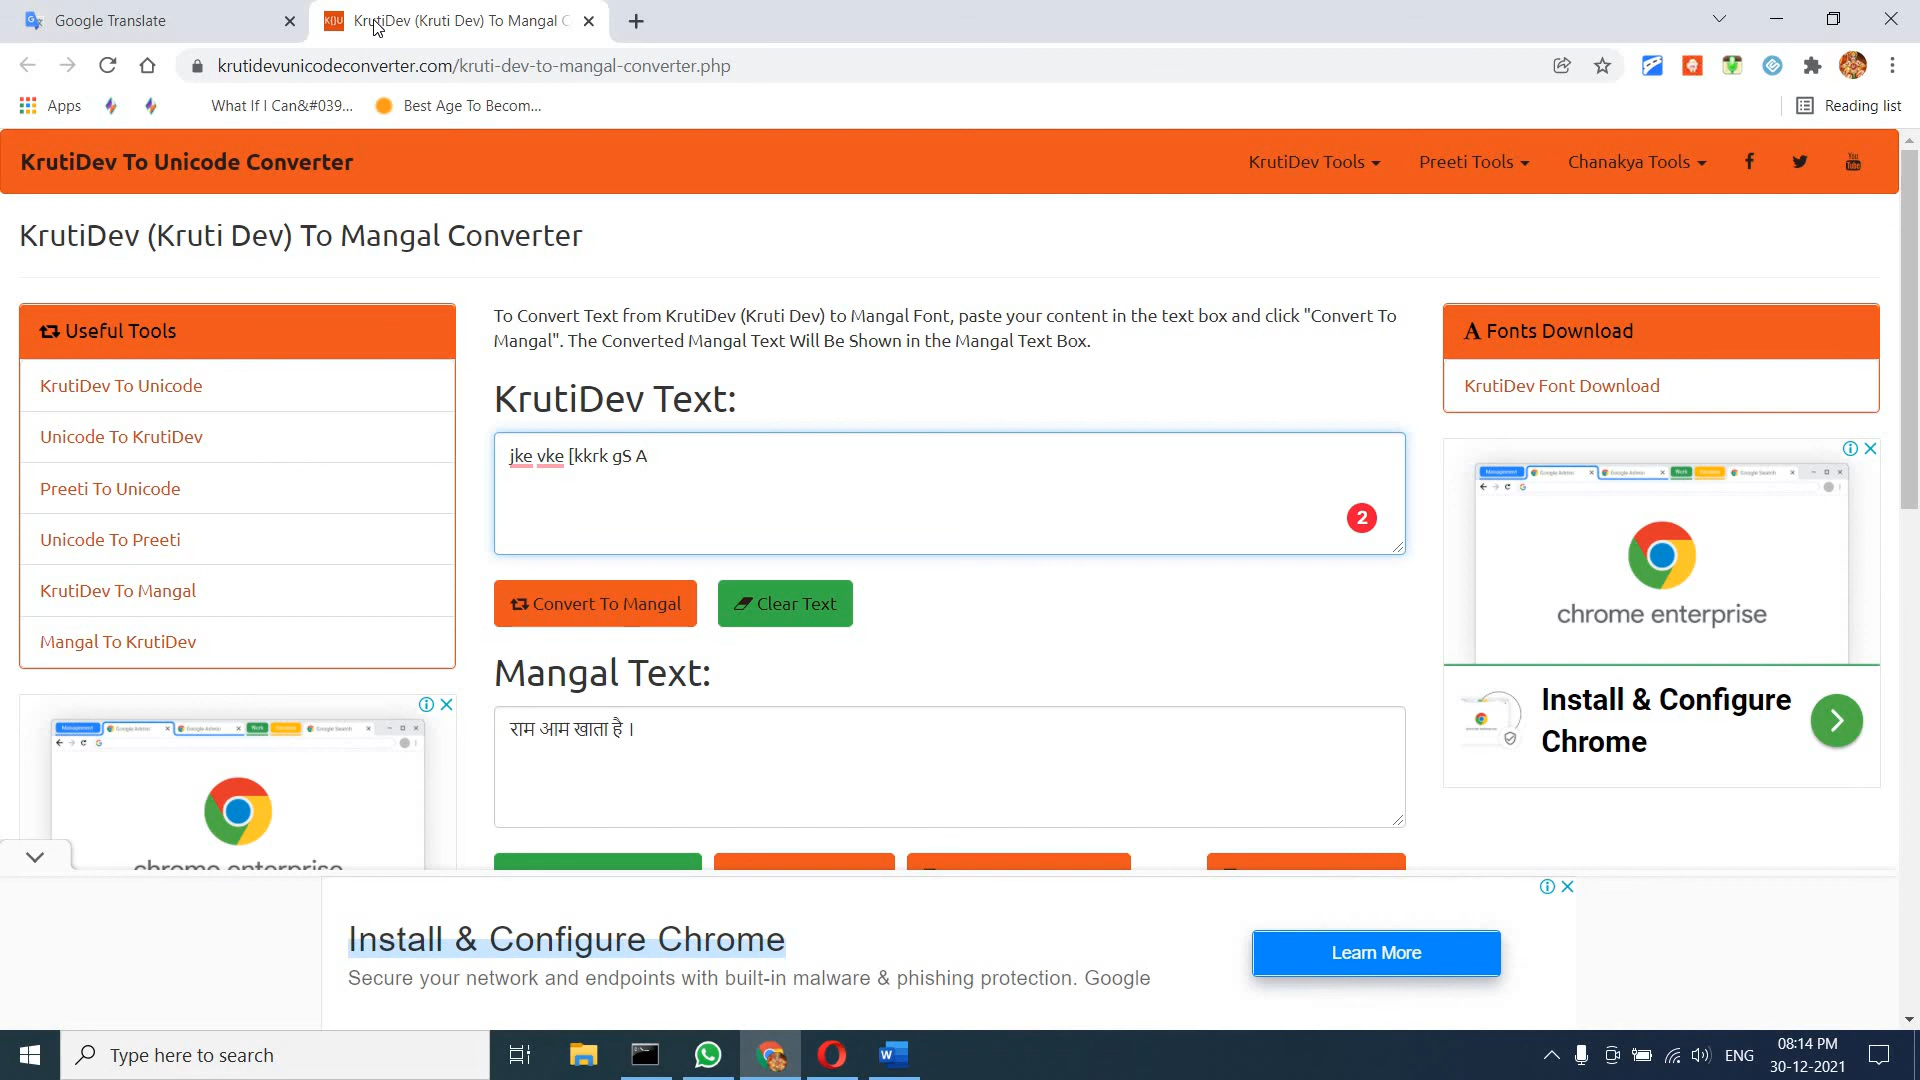 Google Translate
KrutiDev (Kruti Dev) To Mangal C
krutidevunicodeconverter.com/kruti-dev-to-mangal-converter.php
Apps
What If I Can&#039...
Best Age To Becom...
Reading list
KrutiDev To Unicode Converter
KrutiDev Tools
Preeti Tools
Chanakya Tools
KrutiDev (Kruti Dev) To Mangal Converter
Useful Tools
KrutiDev To Unicode
Unicode To KrutiDev
Preeti To Unicode
Unicode To Preeti
KrutiDev To Mangal
Mangal To KrutiDev
To Convert Text from KrutiDev (Kruti Dev) to Mangal Font, paste your content in the text box and click "Convert To
Mangal". The Converted Mangal Text Will Be Shown in the Mangal Text Box.
KrutiDev Text:
jke vke [kkrk gS A
2
Convert To Mangal
Clear Text
Mangal Text:
राम आम खाता है ।
Fonts Download
KrutiDev Font Download
chrome enterprise
Install & Configure
Chrome
chrome enterprise
Install & Configure Chrome
Secure your network and endpoints with built-in malware & phishing protection. Google
Learn More
Type here to search
ENG
08:14 PM
30-12-2021